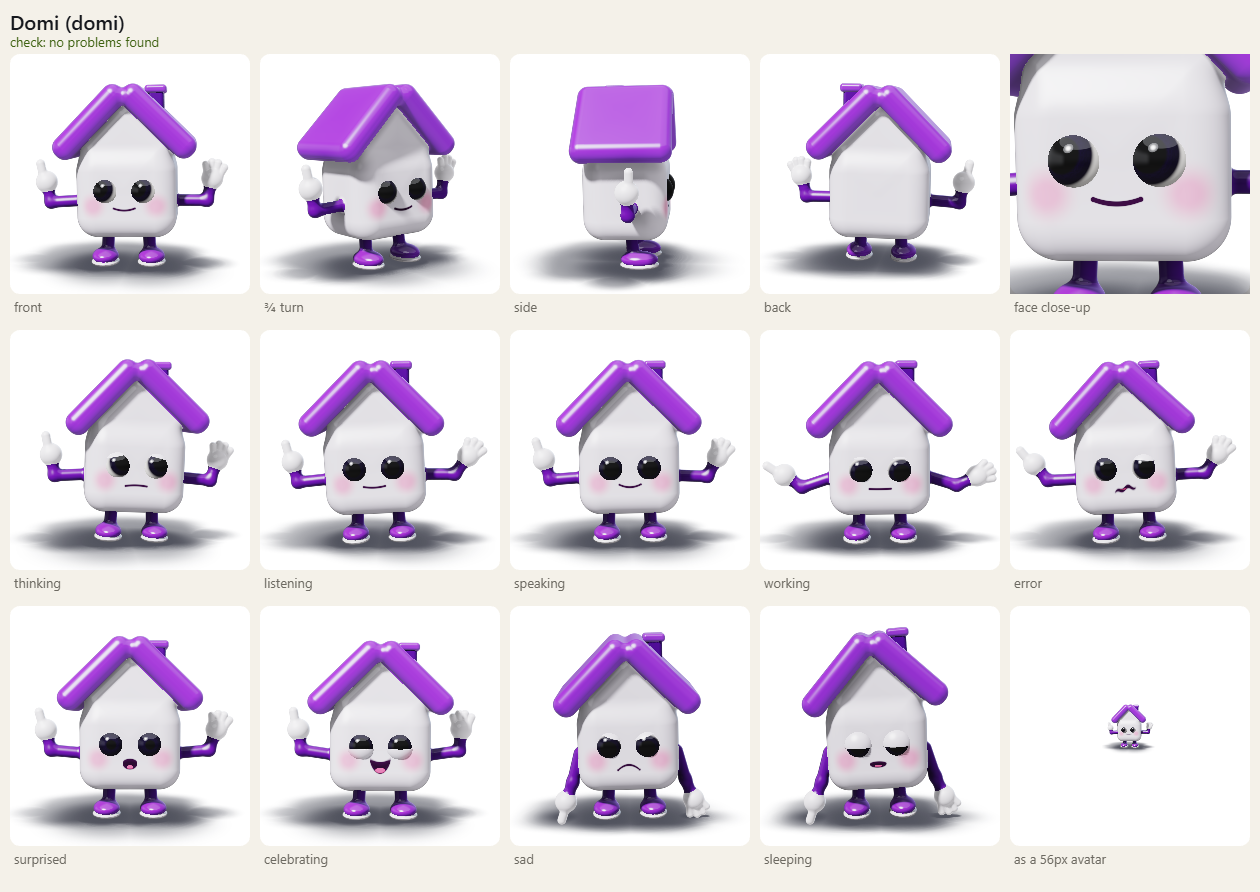 Domi (domi)
check: no problems found
front
¾ turn
side
back
face close-up
thinking
listening
speaking
working
error
surprised
celebrating
sad
sleeping
as a 56px avatar